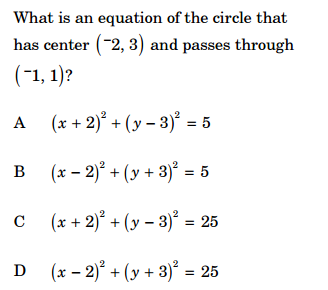 What is an equation of the circle that
has center (⁻2, 3) and passes through
(⁻1, 1)?
A (x + 2)² + (y – 3)² = 5
B (x – 2)² + (y + 3)² = 5
C (x + 2)² + (y – 3)² = 25
D (x – 2)² + (y + 3)² = 25